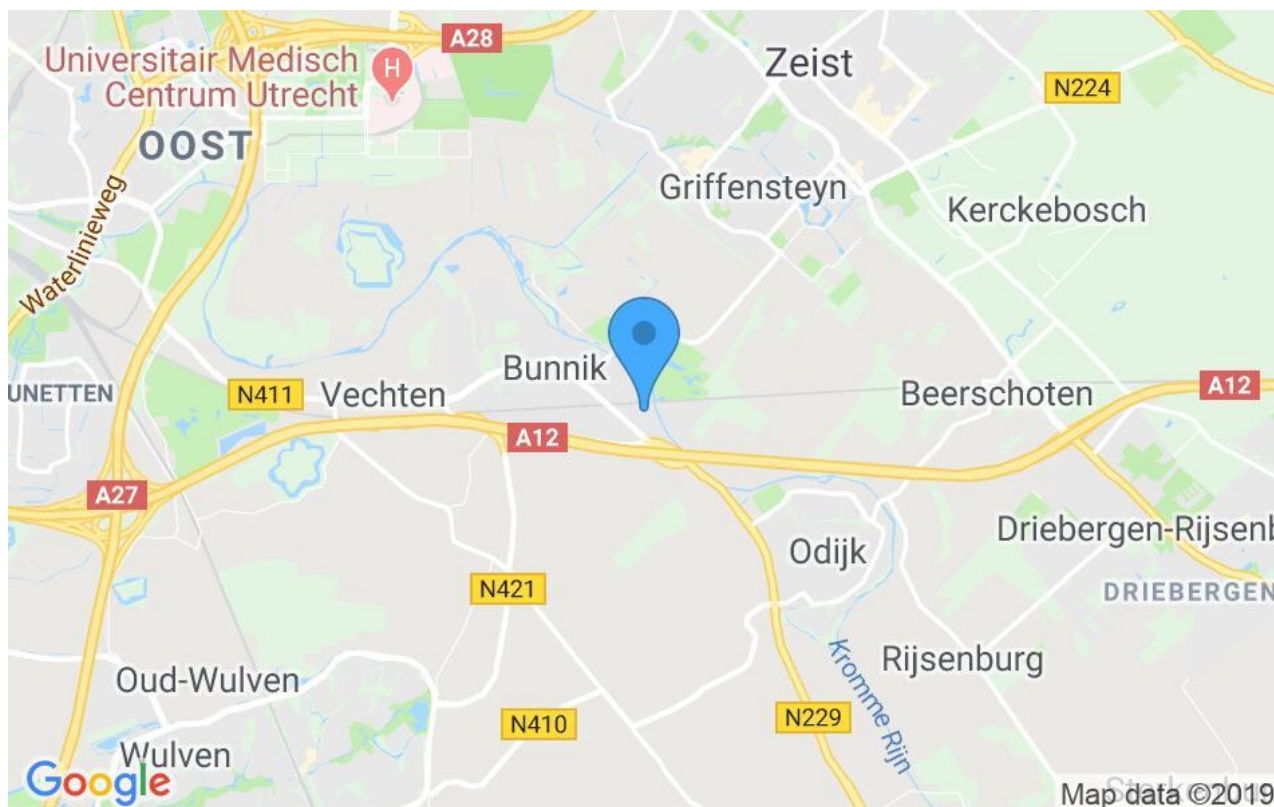 A28
Universitair Medisch
Centrum Utrecht
H
Zeist
N224
OOST
Griffensteyn
Kerckebosch
Waterlinieweg
Bunnik
UNETTEN
N411
Vechten
Beerschoten
A12
A12
A27
Driebergen-Rijsenb
Odijk
N421
DRIEBERGEN
Kromme Rijn
Rijsenburg
Oud-Wulven
N410
N229
Wulven
Google
Map data ©2019